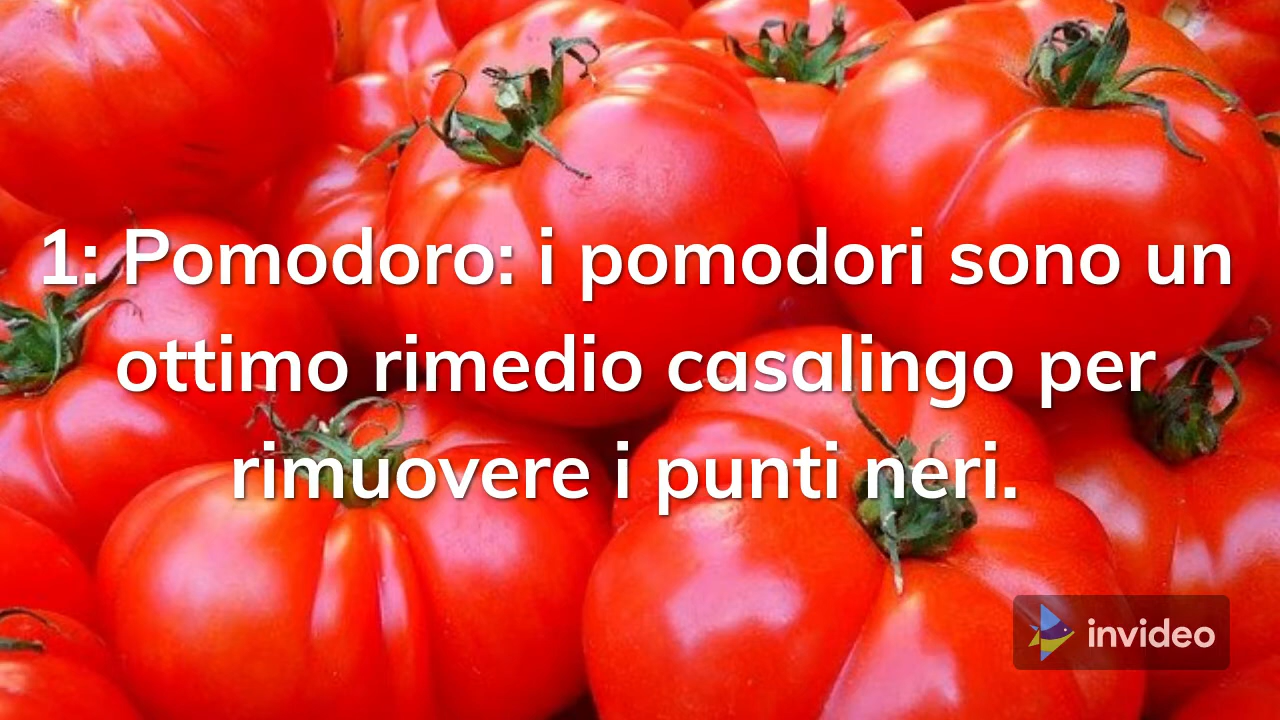 1: Pomodoro: i pomodori sono un
ottimo rimedio casalingo per
rimuovere i punti neri.
invideo